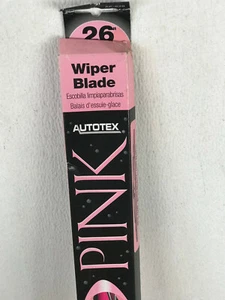 26"
Wiper
Blade
Escobilla limpiaparabrisas
Balais d'essuie-glace
AUTOTEX
PINK